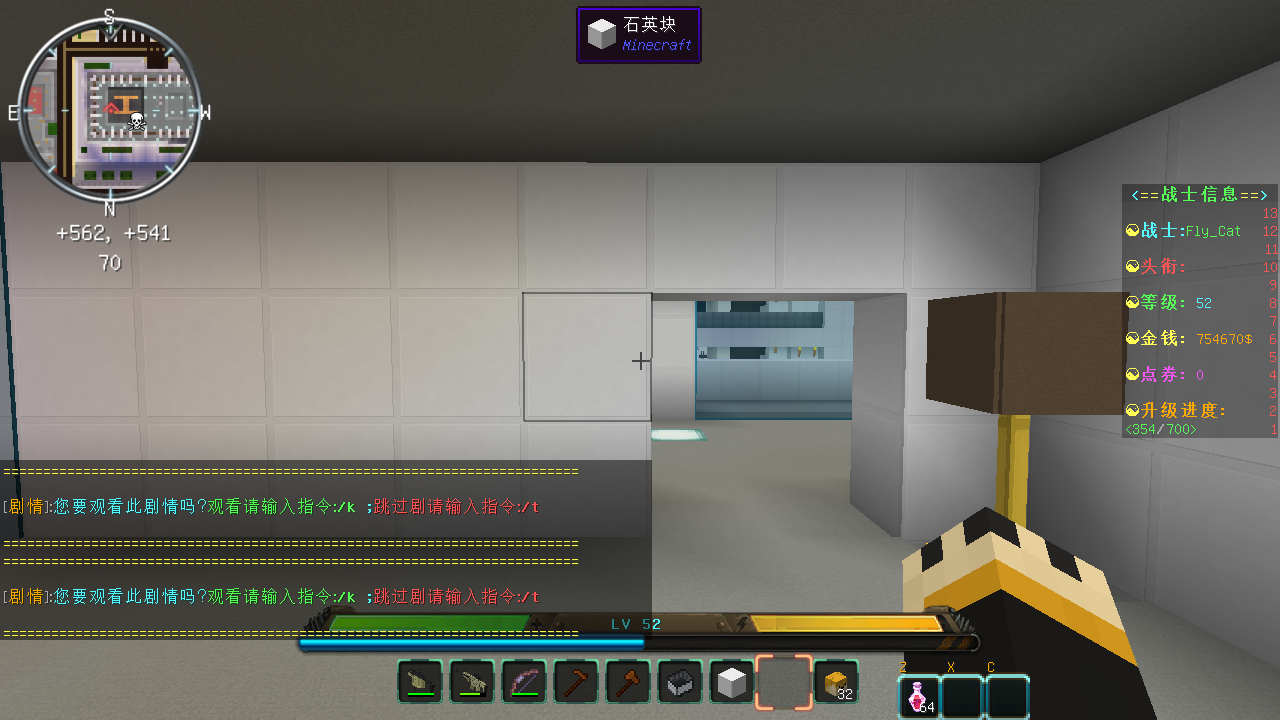 石英块
Minecraft
S
E
W
N
+562, +541
70
<==战士信息==>
13
战士:Fly_Cat
12
11
头衔:
10
9
等级: 52
8
7
金钱: 754670$
6
5
点券: 0
4
3
升级进度:
2
<354/700>
1
[剧情]:您要观看此剧情吗?观看请输入指令:/k ;跳过剧请输入指令:/t
[剧情]:您要观看此剧情吗?观看请输入指令:/k ;跳过剧请输入指令:/t
LV 52
Z X C
32
64